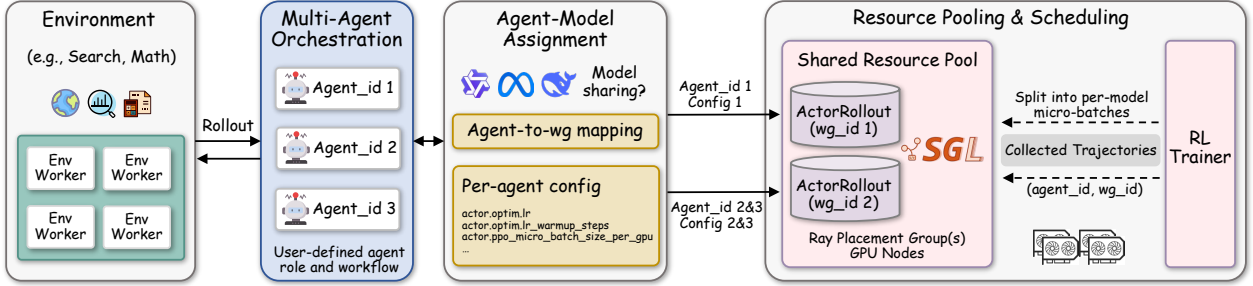 Environment
(e.g., Search, Math)
Env
Worker
Env
Worker
Env
Worker
Env
Worker
Rollout
Multi-Agent
Orchestration
Agent_id 1
Agent_id 2
Agent_id 3
User-defined agent
role and workflow
Agent-Model
Assignment
Model
sharing?
Agent-to-wg mapping
Per-agent config
actor.optim.lr
actor.optim.lr_warmup_steps
actor.ppo_micro_batch_size_per_gpu
...
Agent_id 1
Config 1
Agent_id 2&3
Config 2&3
Resource Pooling & Scheduling
Shared Resource Pool
ActorRollout
(wg_id 1)
ActorRollout
(wg_id 2)
SGL
Ray Placement Group(s)
GPU Nodes
Split into per-model
micro-batches
Collected Trajectories
(agent_id, wg_id)
RL
Trainer